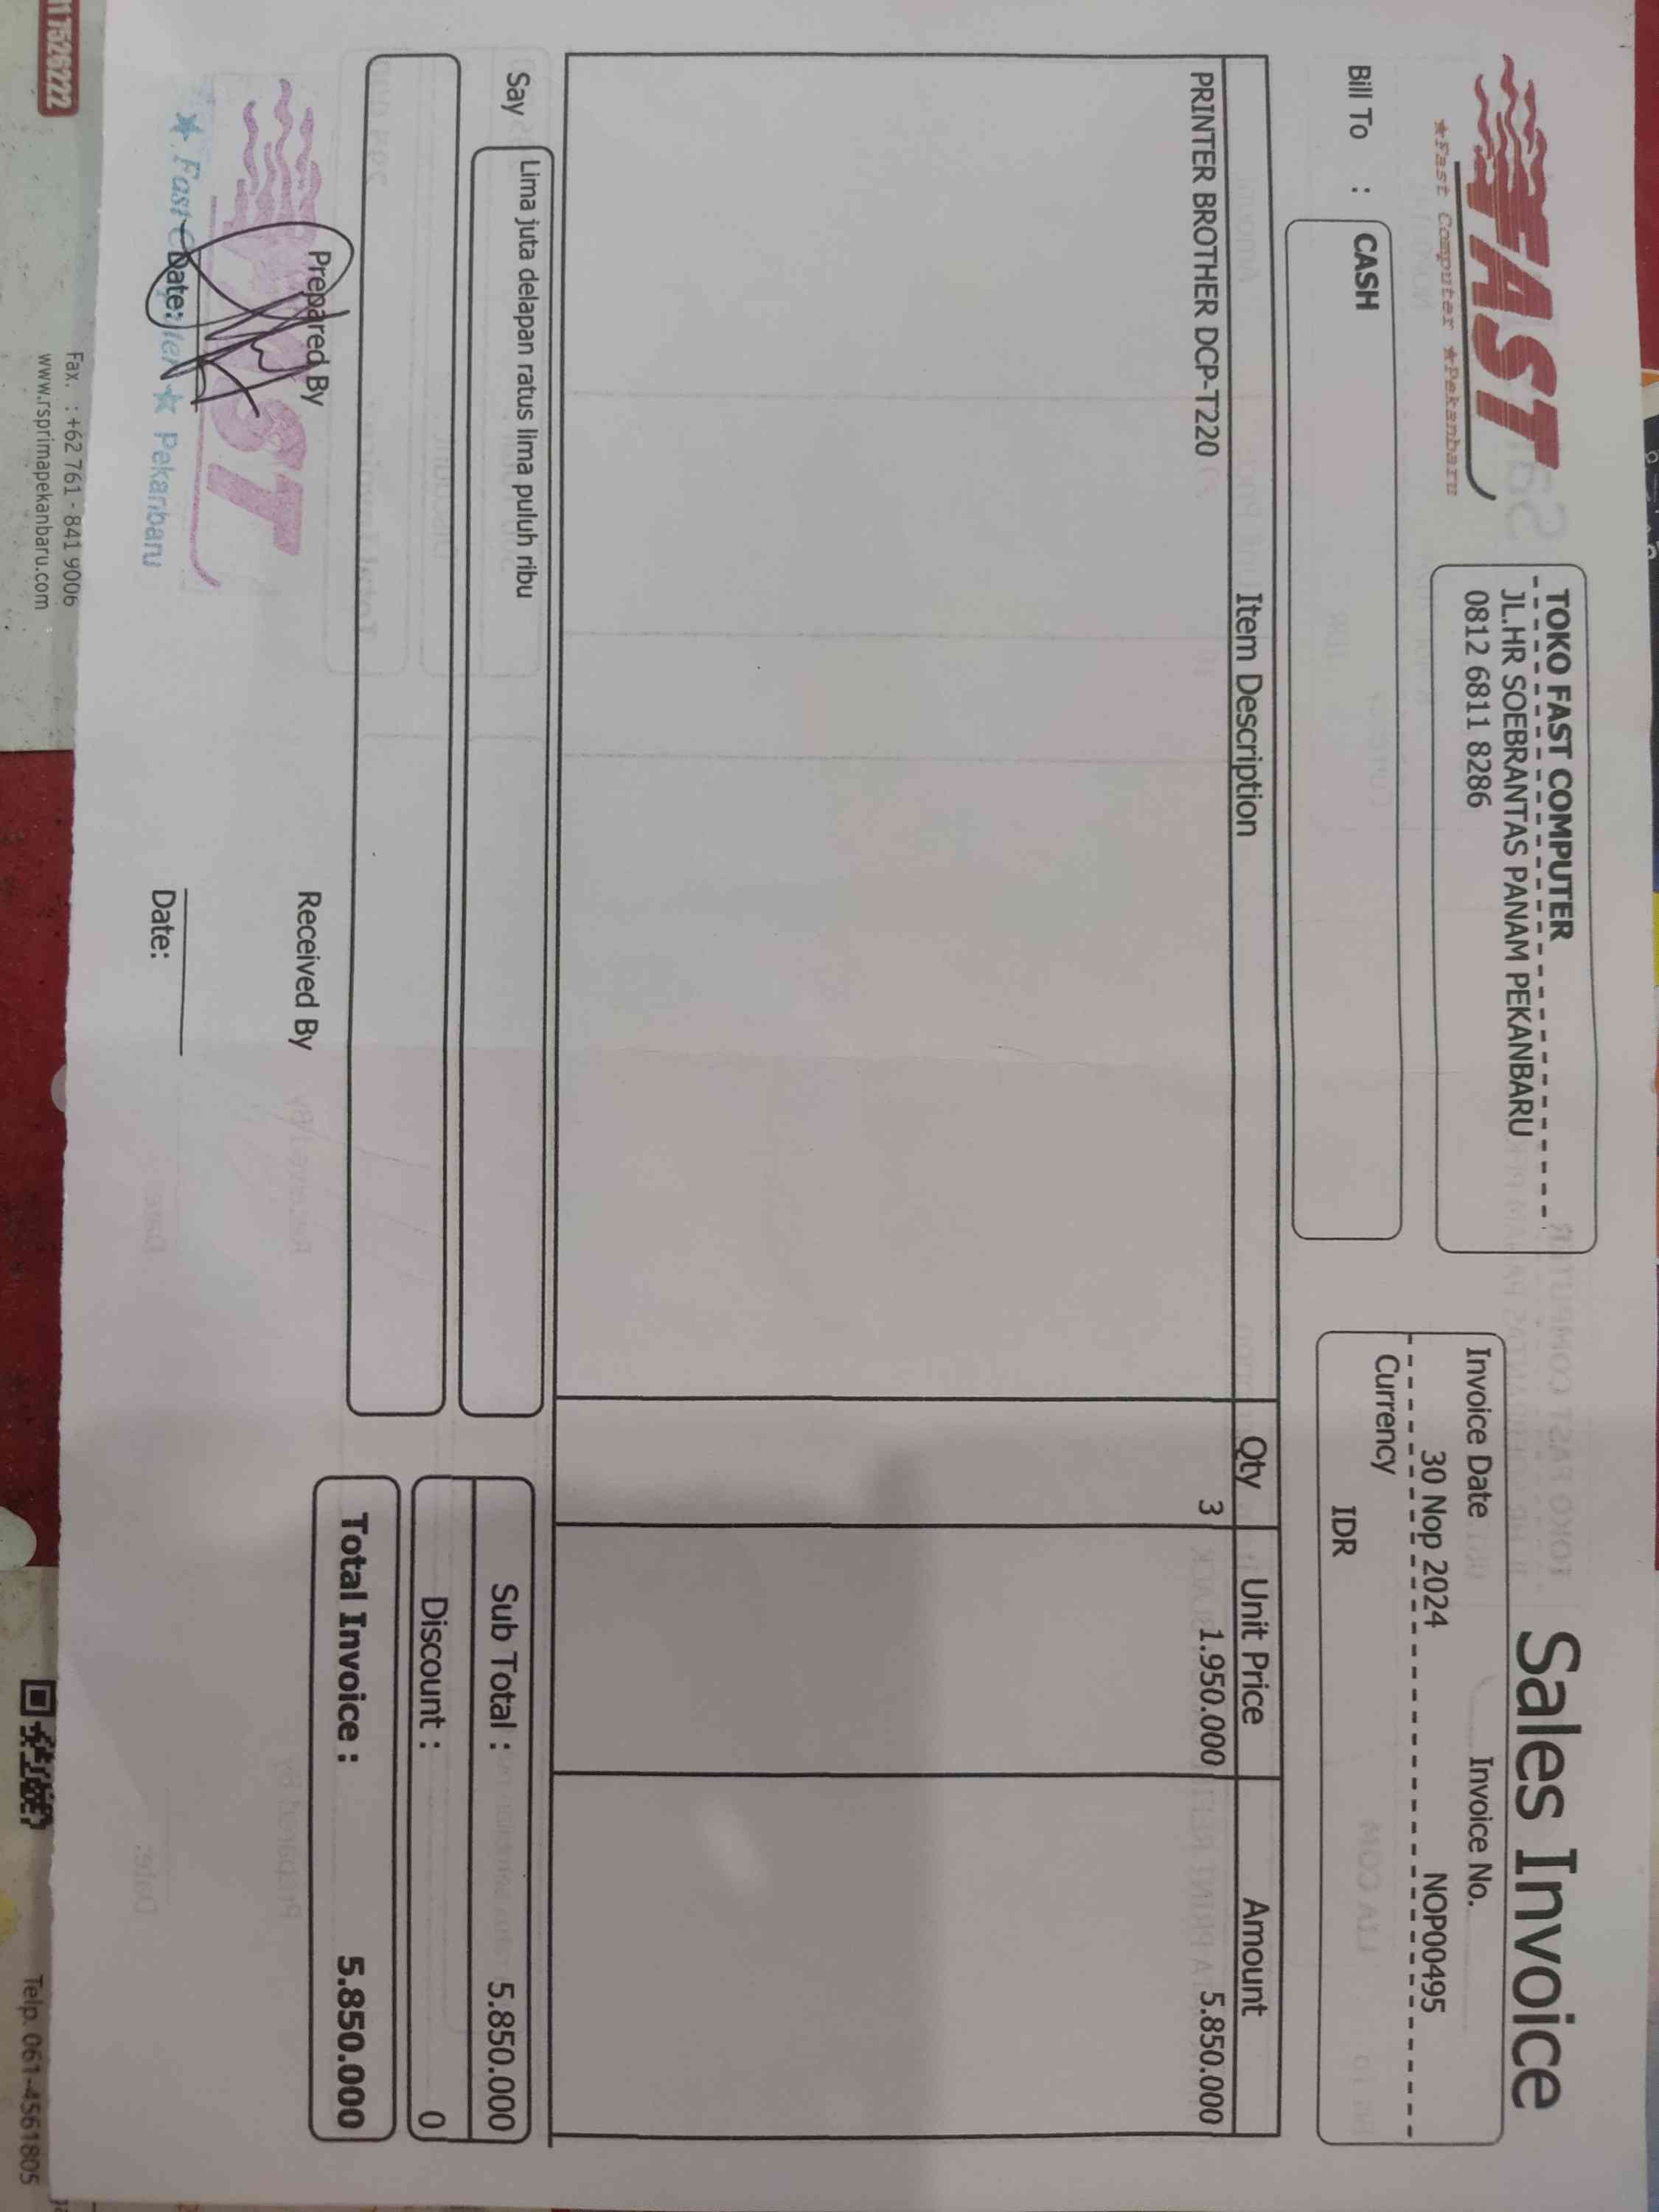 FAST
★Fast Computer ★Pekanbaru
TOKO FAST COMPUTER
JL.HR SOEBRANTAS PANAM PEKANBARU
0812 6811 8286
Sales Invoice
Invoice Date Invoice No.
30 Nop 2024 NOP00495
Currency
IDR
Bill To : CASH
Item Description Qty Unit Price Amount
PRINTER BROTHER DCP-T220 3 1.950.000 5.850.000
Say Lima juta delapan ratus lima puluh ribu
Sub Total : 5.850.000
Discount : 0
Total Invoice : 5.850.000
Prepared By Received By
Date: Date:
★ Pekanbaru
Fax. : +62 761 - 841 9006
www.rsprimapekanbaru.com
Telp. 061-4561805